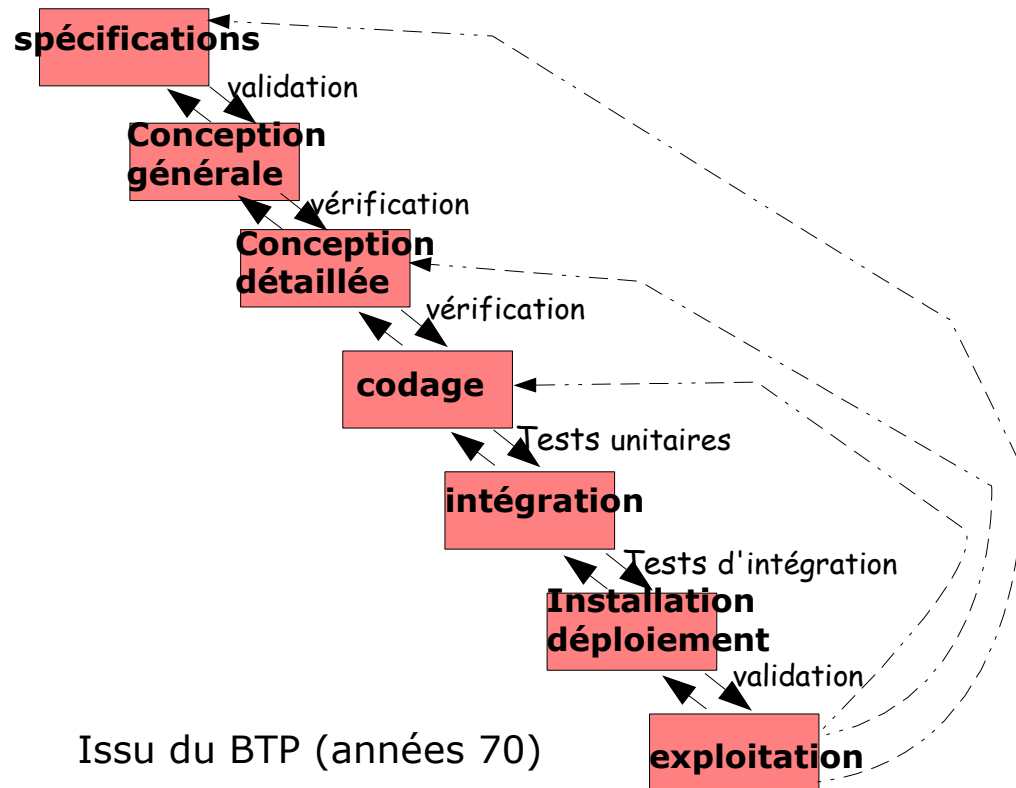 spécifications
validation
Conception
générale
vérification
Conception
détaillée
vérification
codage
Tests unitaires
intégration
Tests d'intégration
Installation
déploiement
validation
Issu du BTP (années 70)
exploitation